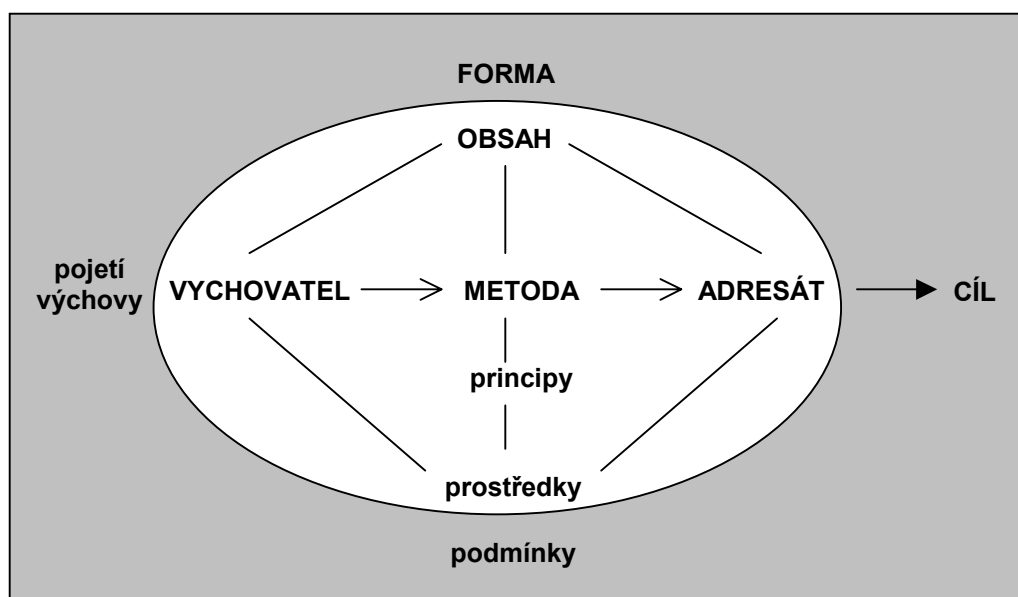 FORMA
OBSAH
pojetí
výchovy
VYCHOVATEL
METODA
ADRESÁT
CÍL
principy
prostředky
podmínky